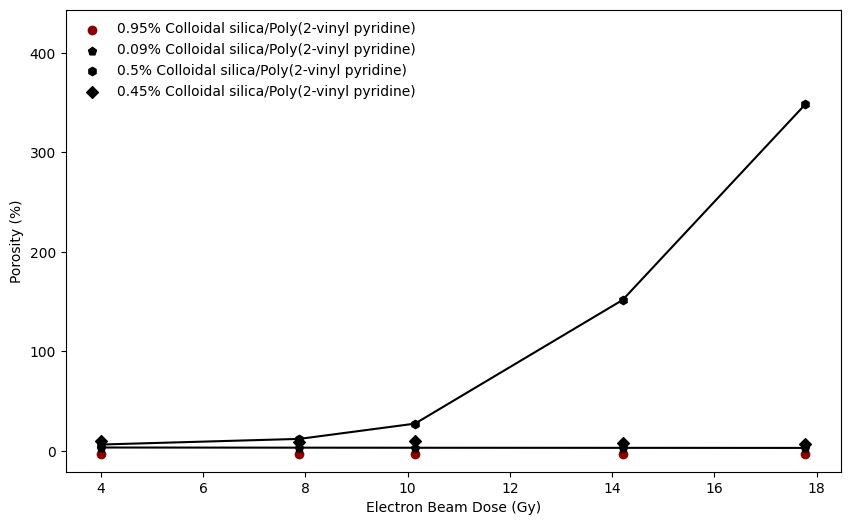 0.95% Colloidal silica/Poly(2-vinyl pyridine)
0.09% Colloidal silica/Poly(2-vinyl pyridine)
0.5% Colloidal silica/Poly(2-vinyl pyridine)
0.45% Colloidal silica/Poly(2-vinyl pyridine)
400
300
200
100
0
Porosity (%)
4 6 8 10 12 14 16 18
Electron Beam Dose (Gy)